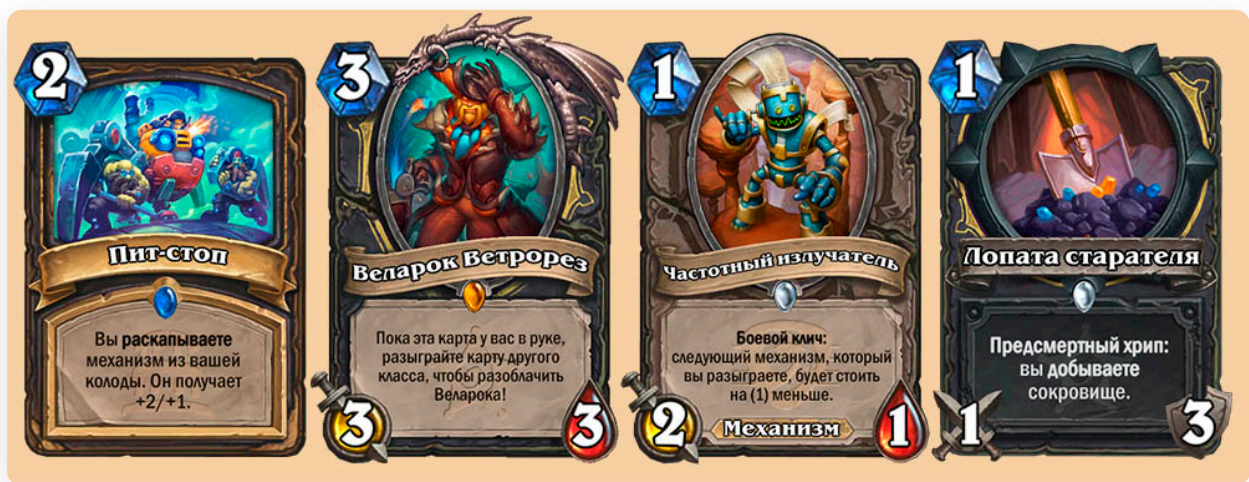 2
Пит-стоп
Вы раскапываете
механизм из вашей
колоды. Он получает
+2/+1.
3
Веларок Ветрорез
Пока эта карта у вас в руке,
разыграйте карту другого
класса, чтобы разоблачить
Веларока!
3
3
1
Частотный излучатель
Боевой клич:
следующий механизм, который
вы разыграете, будет стоить
на (1) меньше.
2
Механизм
1
1
Лопата старателя
Предсмертный хрип:
вы добываете
сокровище.
1
3